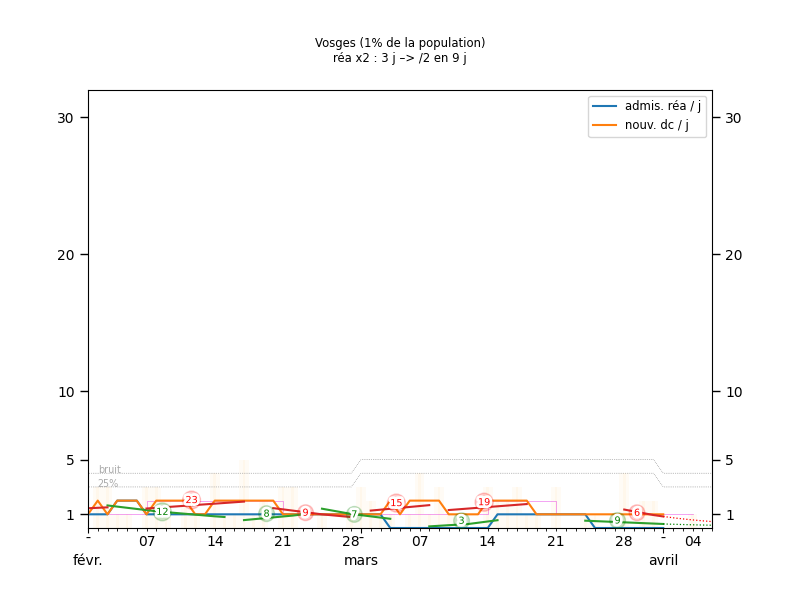 Vosges (1% de la population)
réa x2 : 3 j –> /2 en 9 j
admis. réa / j
nouv. dc / j
30 30
20 20
10 10
5 5
bruit
25%
23 12 8 9 7 15 3 19 9 6
1 1
- 07 14 21 28 - 07 14 21 28 - 04
févr. mars avril